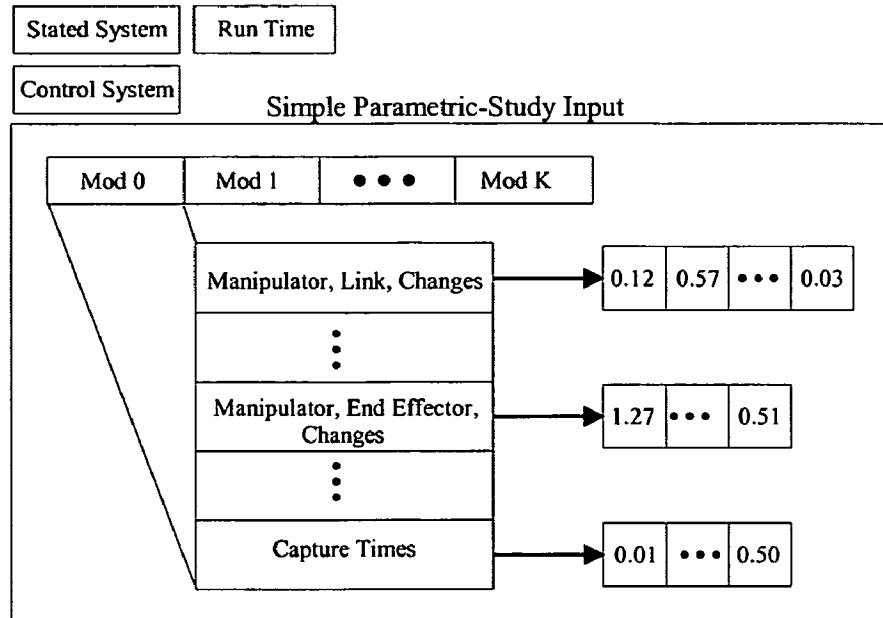 Stated System
Run Time
Control System
Simple Parametric-Study Input
Mod 0
Mod 1
•••
Mod K
Manipulator, Link, Changes
0.12
0.57
•••
0.03
Manipulator, End Effector,
Changes
1.27
•••
0.51
Capture Times
0.01
•••
0.50